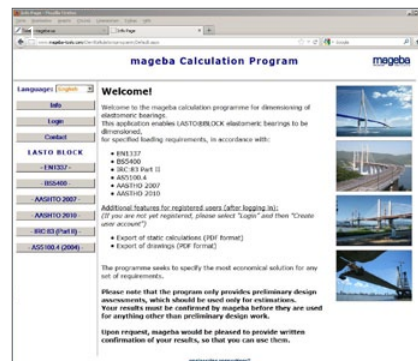 mageba Calculation Program
mageba
Languages English
Info
Login
Contact
LASTO BLOCK
- EN1337 -
- BS5400 -
- AASHTO 2007 -
- AASHTO 2010 -
- IRC:83 (Part II) -
- AS5100.4 (2004) -
Welcome!
Welcome to the mageba calculation programme for dimensioning of
elastomeric bearings.
This application enables LASTO®BLOCK elastomeric bearings to be
dimensioned,
for specified loading requirements, in accordance with:
• EN1337
• BS5400
• IRC:83 Part II
• AS5100.4
• AASTHO 2007
• AASTHO 2010
Additional features for registered users (after logging in):
(If you are not yet registered, please select "Login" and then "Create
user account")
• Export of static calculations (PDF format)
• Export of drawings (PDF format)
The programme seeks to specify the most economical solution for any
set of requirements.
Please note that the program only provides preliminary design
assessments, which should be used only for estimations.
Your results must be confirmed by mageba before they are used
for anything other than preliminary design work.
Upon request, mageba would be pleased to provide written
confirmation of your results, so that you can use them.